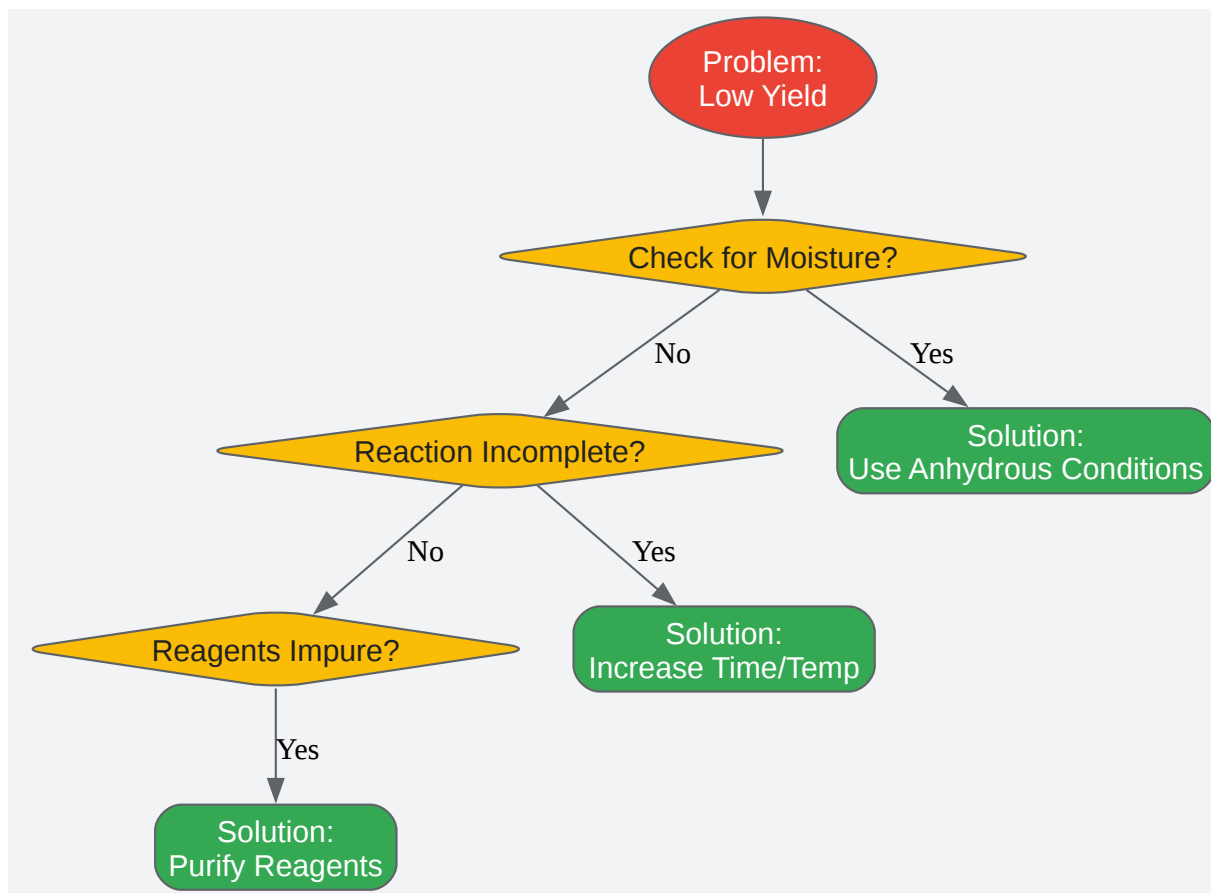 Problem:
Low Yield
Check for Moisture?
No
Yes
Reaction Incomplete?
Solution:
Use Anhydrous Conditions
No
Yes
Reagents Impure?
Solution:
Increase Time/Temp
Yes
Solution:
Purify Reagents